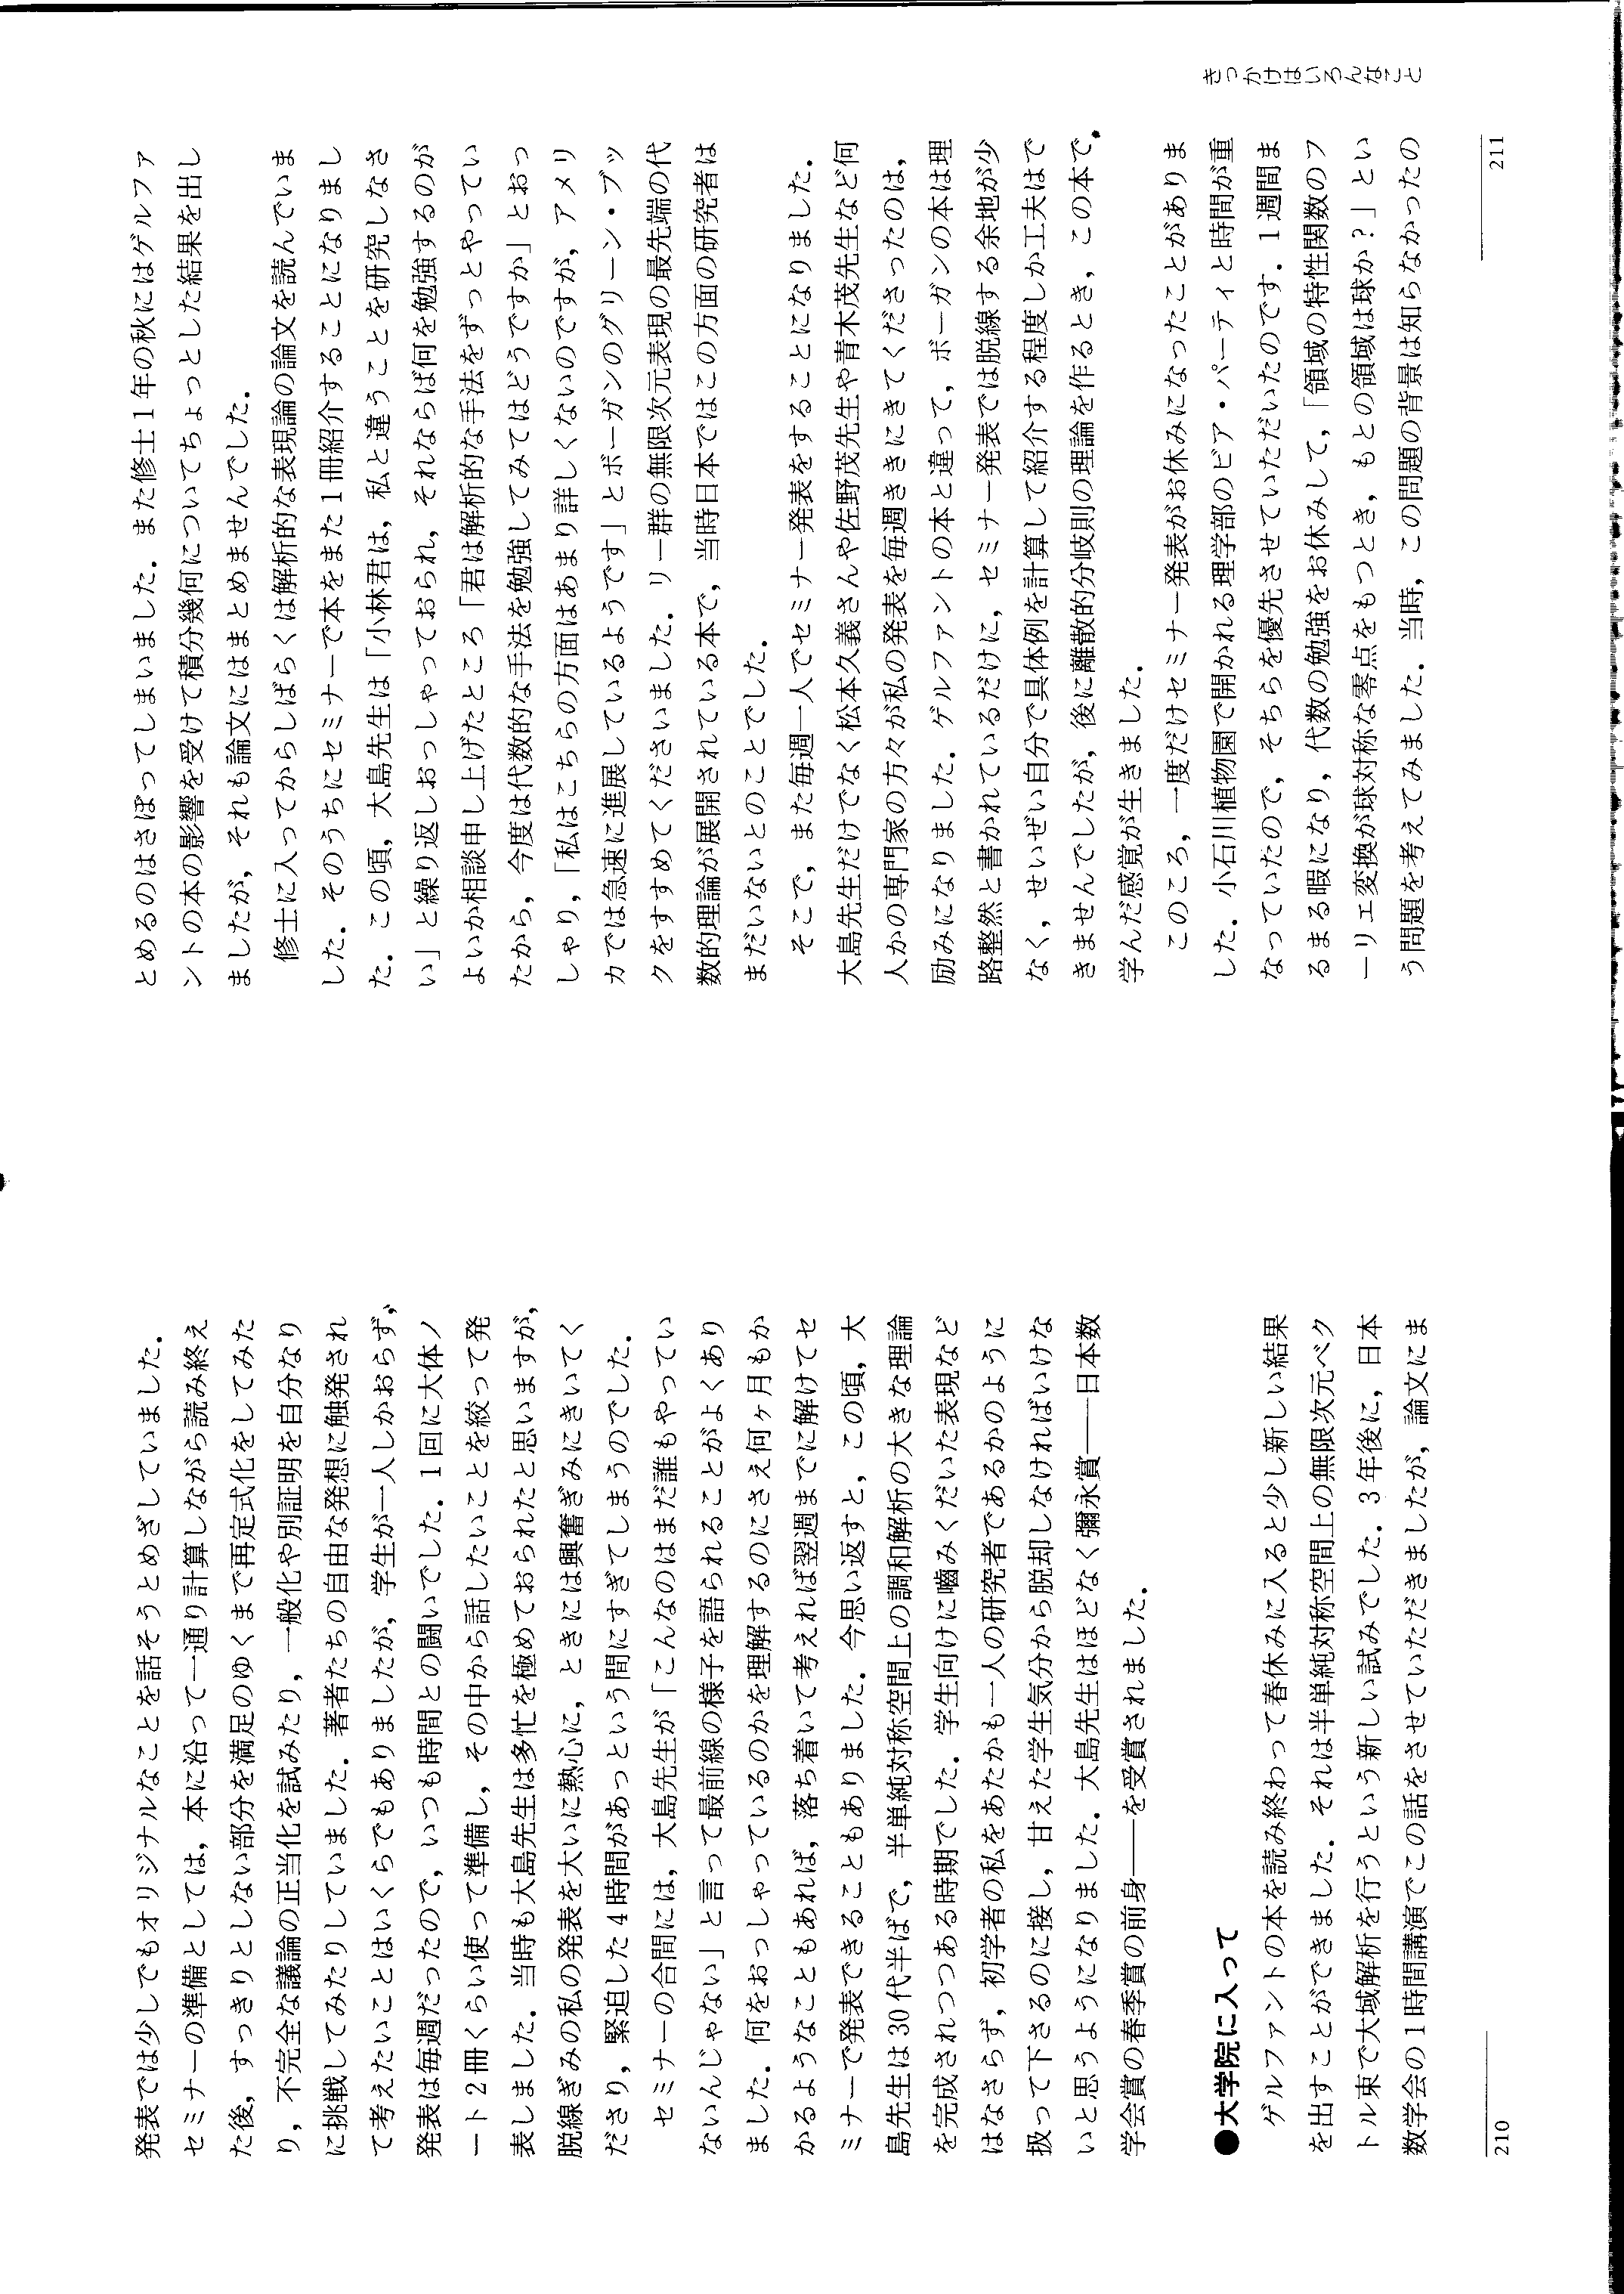 発表では少しでもオリジナルなことを話そうとめざしていました．
セミナーの準備としては，本に沿って一通り計算しながら読み終え
た後，すっきりとしない部分を満足のゆくまで再定式化をしてみた
り，不完全な議論の正当化を試みたり，一般化や別証明を自分なり
に挑戦してみたりしていました．著者たちの自由な発想に触発され
て考えたいことはいくらでもありましたが，学生が一人しかおらず，
発表は毎週だったので，いつも時間との闘いでした．1回に大体ノ
ート2冊くらい使って準備し，その中から話したいことを絞って発
表しました．当時も大島先生は多忙を極めておられたと思いますが，
脱線ぎみの私の発表を大いに熱心に，ときには興奮ぎみにきいてく
ださり，緊迫した4時間があっという間にすぎてしまうのでした．
セミナーの合間には，大島先生が「こんなのはまだ誰もやってい
ないんじゃない」と言って最前線の様子を語られることがよくあり
ました．何をおっしゃっているのかを理解するのにさえ何ヶ月もか
かるようなこともあれば，落ち着いて考えれば翌週までに解けてセ
ミナーで発表できることもありました．今思い返すと，この頃，大
島先生は30代半ばで，半単純対称空間上の調和解析の大きな理論
を完成されつつある時期でした．学生向けに嚙みくだいた表現など
はなさらず，初学者の私をあたかも一人の研究者であるかのように
扱って下さるのに接し，甘えた学生気分から脱却しなければいけな
いと思うようになりました．大島先生はほどなく彌永賞――日本数
学会賞の春季賞の前身――を受賞されました．
●大学院に入って
ゲルファントの本を読み終わって春休みに入ると少し新しい結果
を出すことができました．それは半単純対称空間上の無限次元ベク
トル束で大域解析を行うという新しい試みでした．3年後に，日本
数学会の1時間講演でこの話をさせていただきましたが，論文にま
210
とめるのはさぼってしまいました．また修士1年の秋にはゲルファ
ントの本の影響を受けて積分幾何についてちょっとした結果を出し
ましたが，それも論文にはまとめませんでした．
修士に入ってからしばらくは解析的な表現論の論文を読んでいま
した．そのうちにセミナーで本をまた1冊紹介することになりまし
た．この頃，大島先生は「小林君は，私と違うことを研究しなさ
い」と繰り返しおっしゃっておられ，それならば何を勉強するのが
よいか相談申し上げたところ「君は解析的な手法をずっとやってい
たから，今度は代数的な手法を勉強してみてはどうですか」とおっ
しゃり，「私はこちらの方面はあまり詳しくないのですが，アメリ
カでは急速に進展しているようです」とボーガンのグリーン・ブッ
クをすすめてくださいました．リー群の無限次元表現の最先端の代
数的理論が展開されている本で，当時日本ではこの方面の研究者は
まだいないとのことでした．
そこで，また毎週一人でセミナー発表をすることになりました．
大島先生だけでなく松本久義さんや佐野茂先生や青木茂先生など何
人かの専門家の方々が私の発表を毎週ききにきてくださったのは，
励みになりました．ゲルファントの本と違って，ボーガンの本は理
路整然と書かれているだけに，セミナー発表では脱線する余地が少
なく，せいぜい自分で具体例を計算して紹介する程度しか工夫はで
きませんでしたが，後に離散的分岐則の理論を作るとき，この本で，
学んだ感覚が生きました．
このころ，一度だけセミナー発表がお休みになったことがありま
した．小石川植物園で開かれる理学部のビア・パーティと時間が重
なっていたので，そちらを優先させていただいたのです．1週間ま
るまる暇になり，代数の勉強をお休みして，「領域の特性関数のフ
ーリエ変換が球対称な零点をもつとき，もとの領域は球か？」とい
う問題を考えてみました．当時，この問題の背景は知らなかったの
きっかけはいろんなこと
211